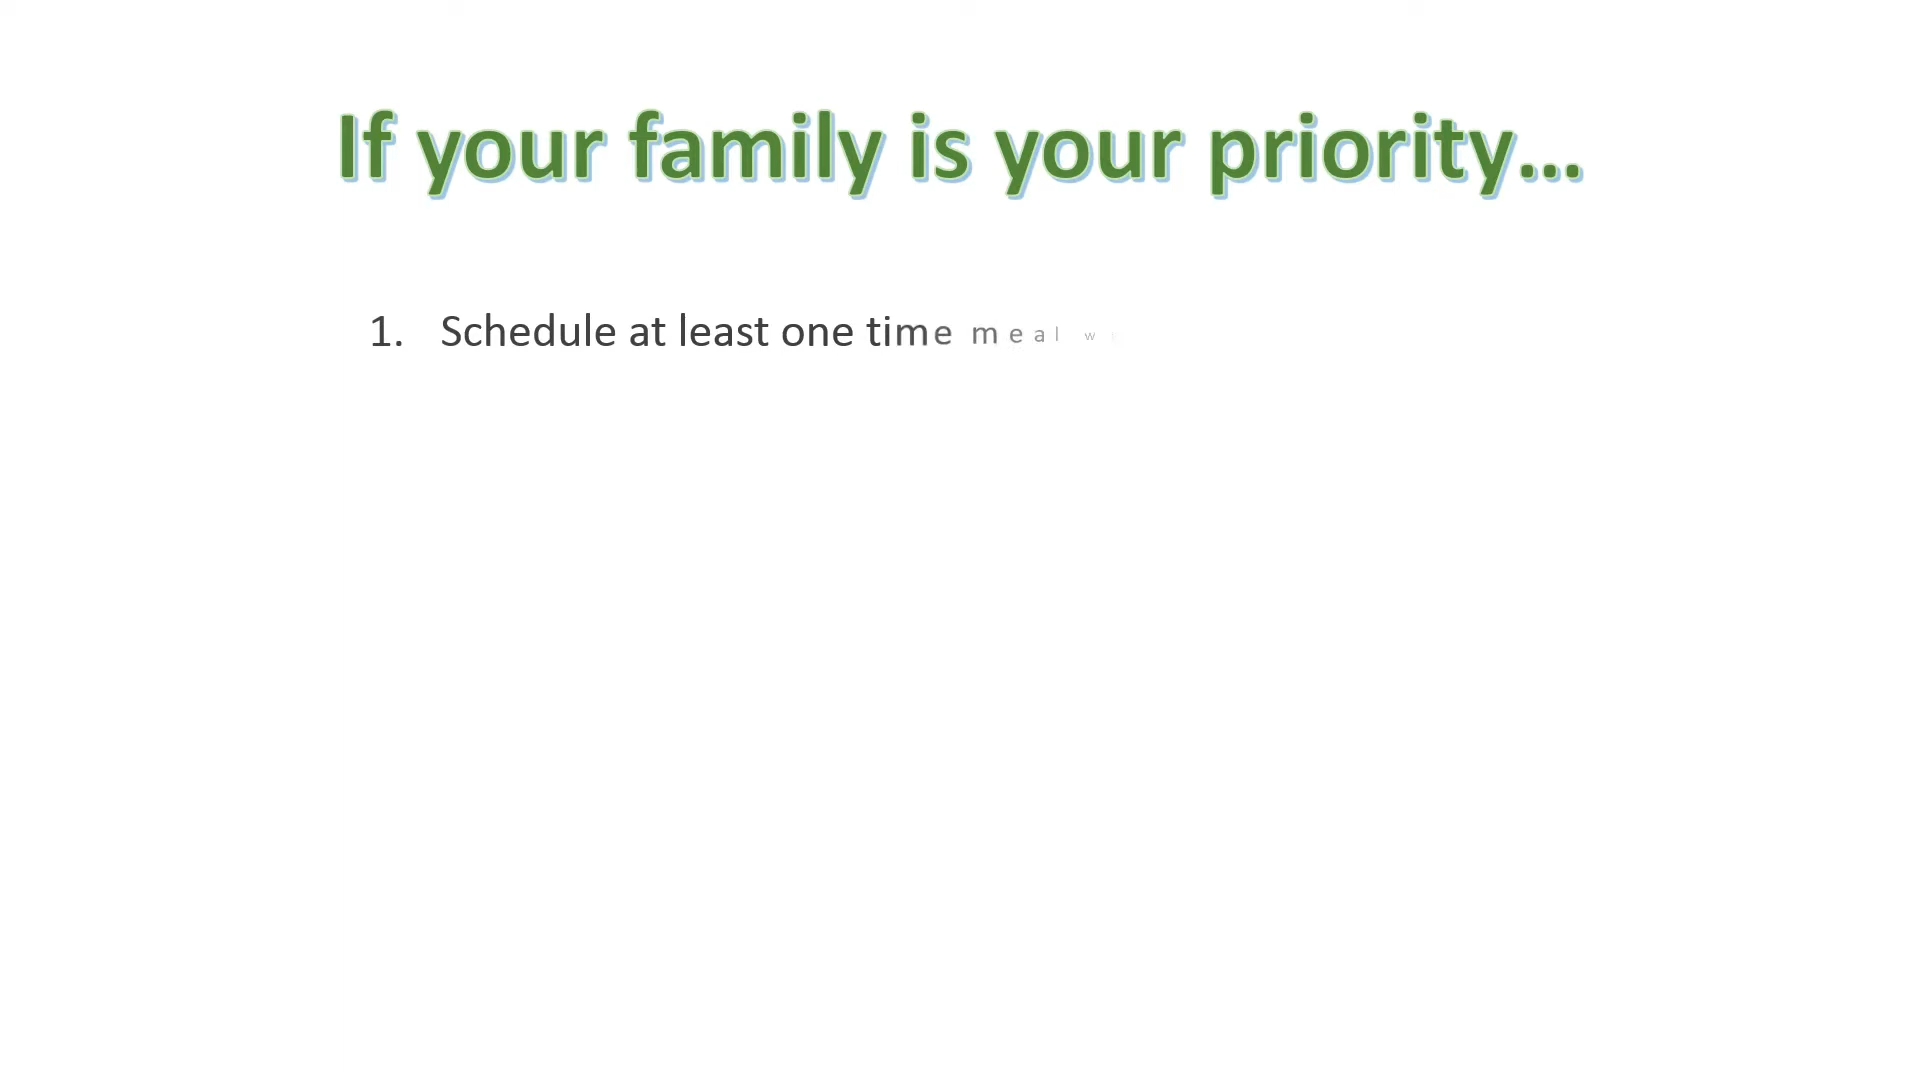 If your family is your priority...
1. Schedule at least one time meal